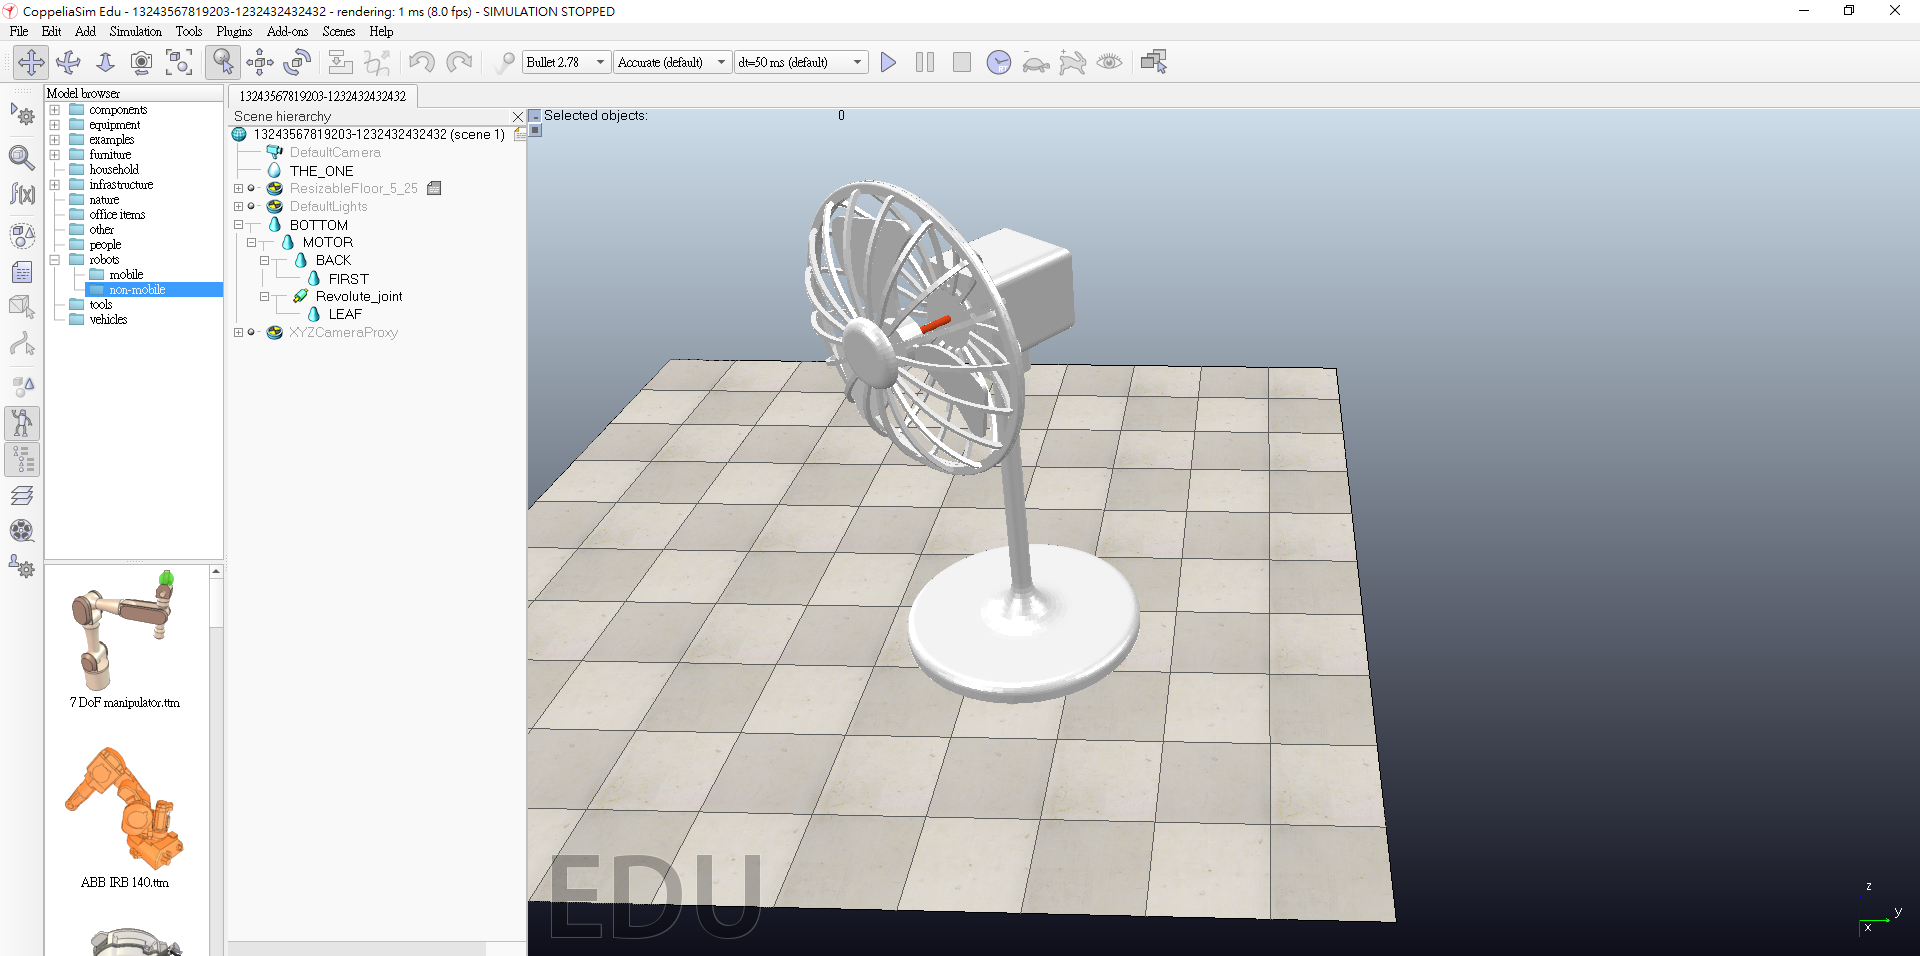 CoppeliaSim Edu - 13243567819203-1232432432432 - rendering: 1 ms (8.0 fps) - SIMULATION STOPPED
File Edit Add Simulation Tools Plugins Add-ons Scenes Help
Bullet 2.78 Accurate (default) dt=50 ms (default)
Model browser
components
equipment
examples
furniture
household
infrastructure
nature
office items
other
people
robots
mobile
non-mobile
tools
vehicles
7 DoF manipulator.ttm
ABB IRB 140.ttm
13243567819203-1232432432432
Scene hierarchy
13243567819203-1232432432432 (scene 1)
DefaultCamera
THE_ONE
ResizableFloor_5_25
DefaultLights
BOTTOM
MOTOR
BACK
FIRST
Revolute_joint
LEAF
XYZCameraProxy
Selected objects: 0
EDU
z
y
x
f(x)
RT